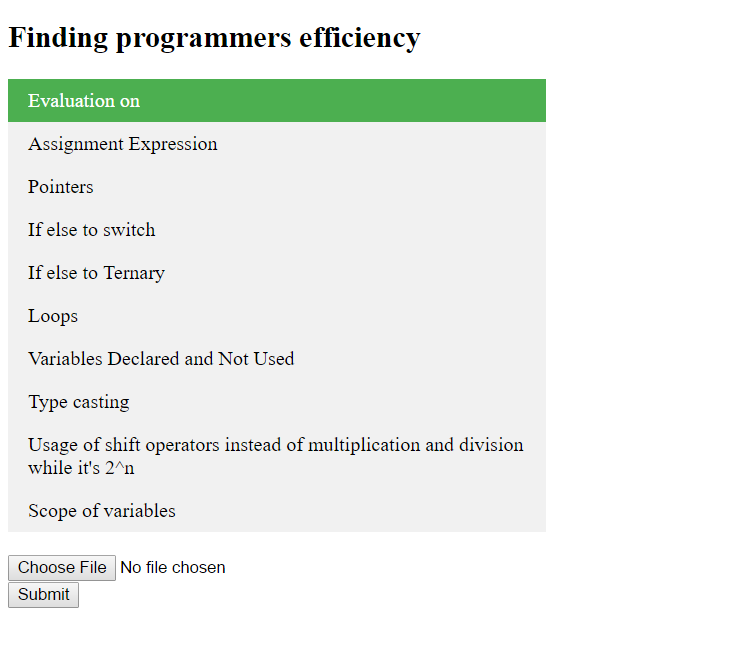 Finding programmers efficiency
Evaluation on
Assignment Expression
Pointers
If else to switch
If else to Ternary
Loops
Variables Declared and Not Used
Type casting
Usage of shift operators instead of multiplication and division
while it's 2^n
Scope of variables
Choose File No file chosen
Submit